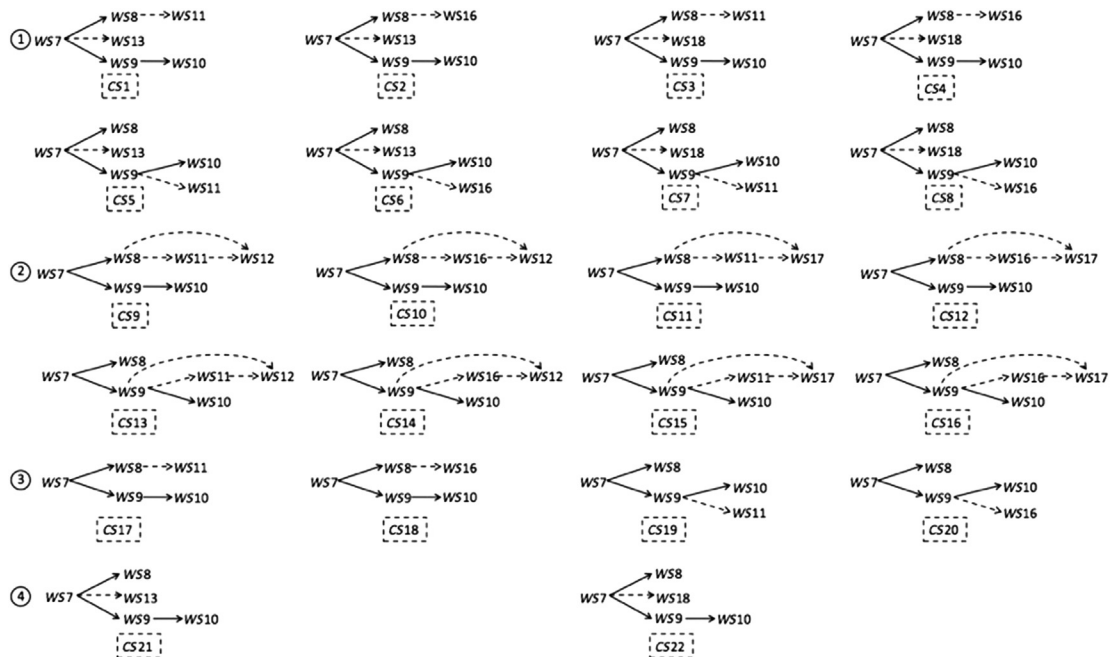 WS8 WS11 WS8 WS16 WS8 WS11 WS8 WS16
① WS7 WS13 WS7 WS13 WS7 WS18 WS7 WS18
WS9 WS10 WS9 WS10 WS9 WS10 WS9 WS10
CS1 CS2 CS3 CS4
WS8 WS8 WS8 WS8
WS7 WS13 WS7 WS13 WS7 WS18 WS7 WS18
WS9 WS10 WS9 WS10 WS9 WS10 WS9 WS10
WS11 WS16 WS11 WS16
CS5 CS6 CS7 CS8
WS8 WS11 WS12 WS8 WS16 WS12 WS8 WS11 WS17 WS8 WS16 WS17
② WS7 WS7 WS7 WS7
WS9 WS10 WS9 WS10 WS9 WS10 WS9 WS10
CS9 CS10 CS11 CS12
WS8 WS8 WS8 WS8
WS7 WS11 WS12 WS7 WS16 WS12 WS7 WS11 WS17 WS7 WS16 WS17
WS9 WS10 WS9 WS10 WS9 WS10 WS9 WS10
CS13 CS14 CS15 CS16
WS8 WS11 WS8 WS16 WS8 WS8
③ WS7 WS7 WS7 WS7
WS9 WS10 WS9 WS10 WS9 WS10 WS9 WS10
WS11 WS16
CS17 CS18 CS19 CS20
WS8 WS8
④ WS7 WS13 WS7 WS18
WS9 WS10 WS9 WS10
CS21 CS22